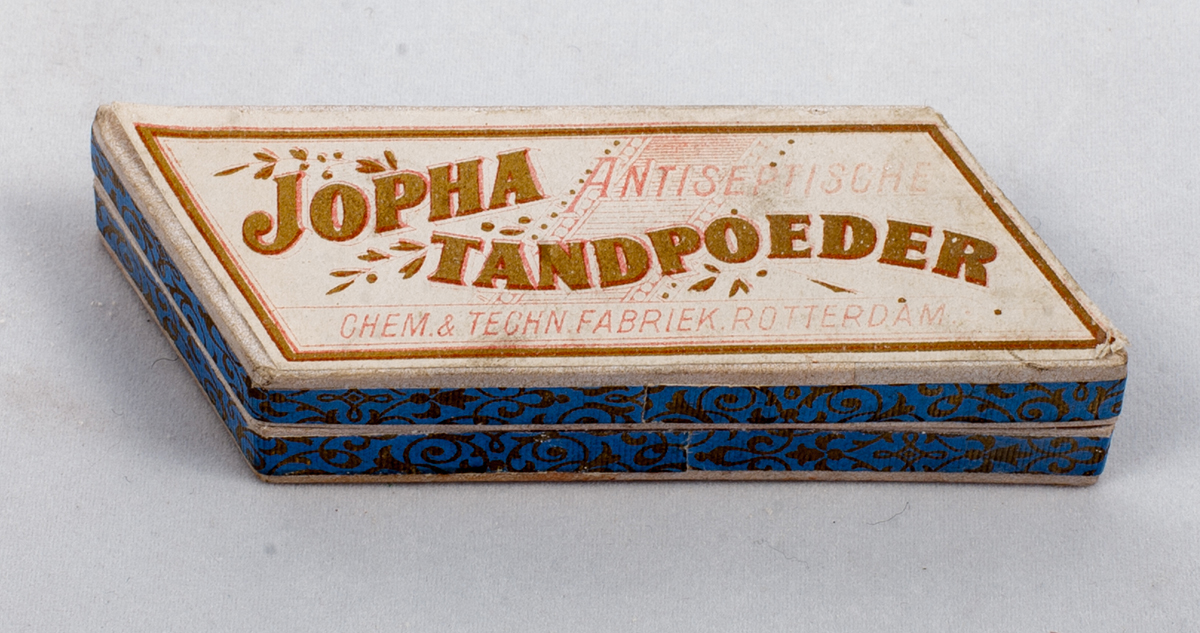 JOPHA ANTISEPTISCHE
TANDPOEDER
CHEM. & TECHN. FABRIEK. ROTTERDAM.